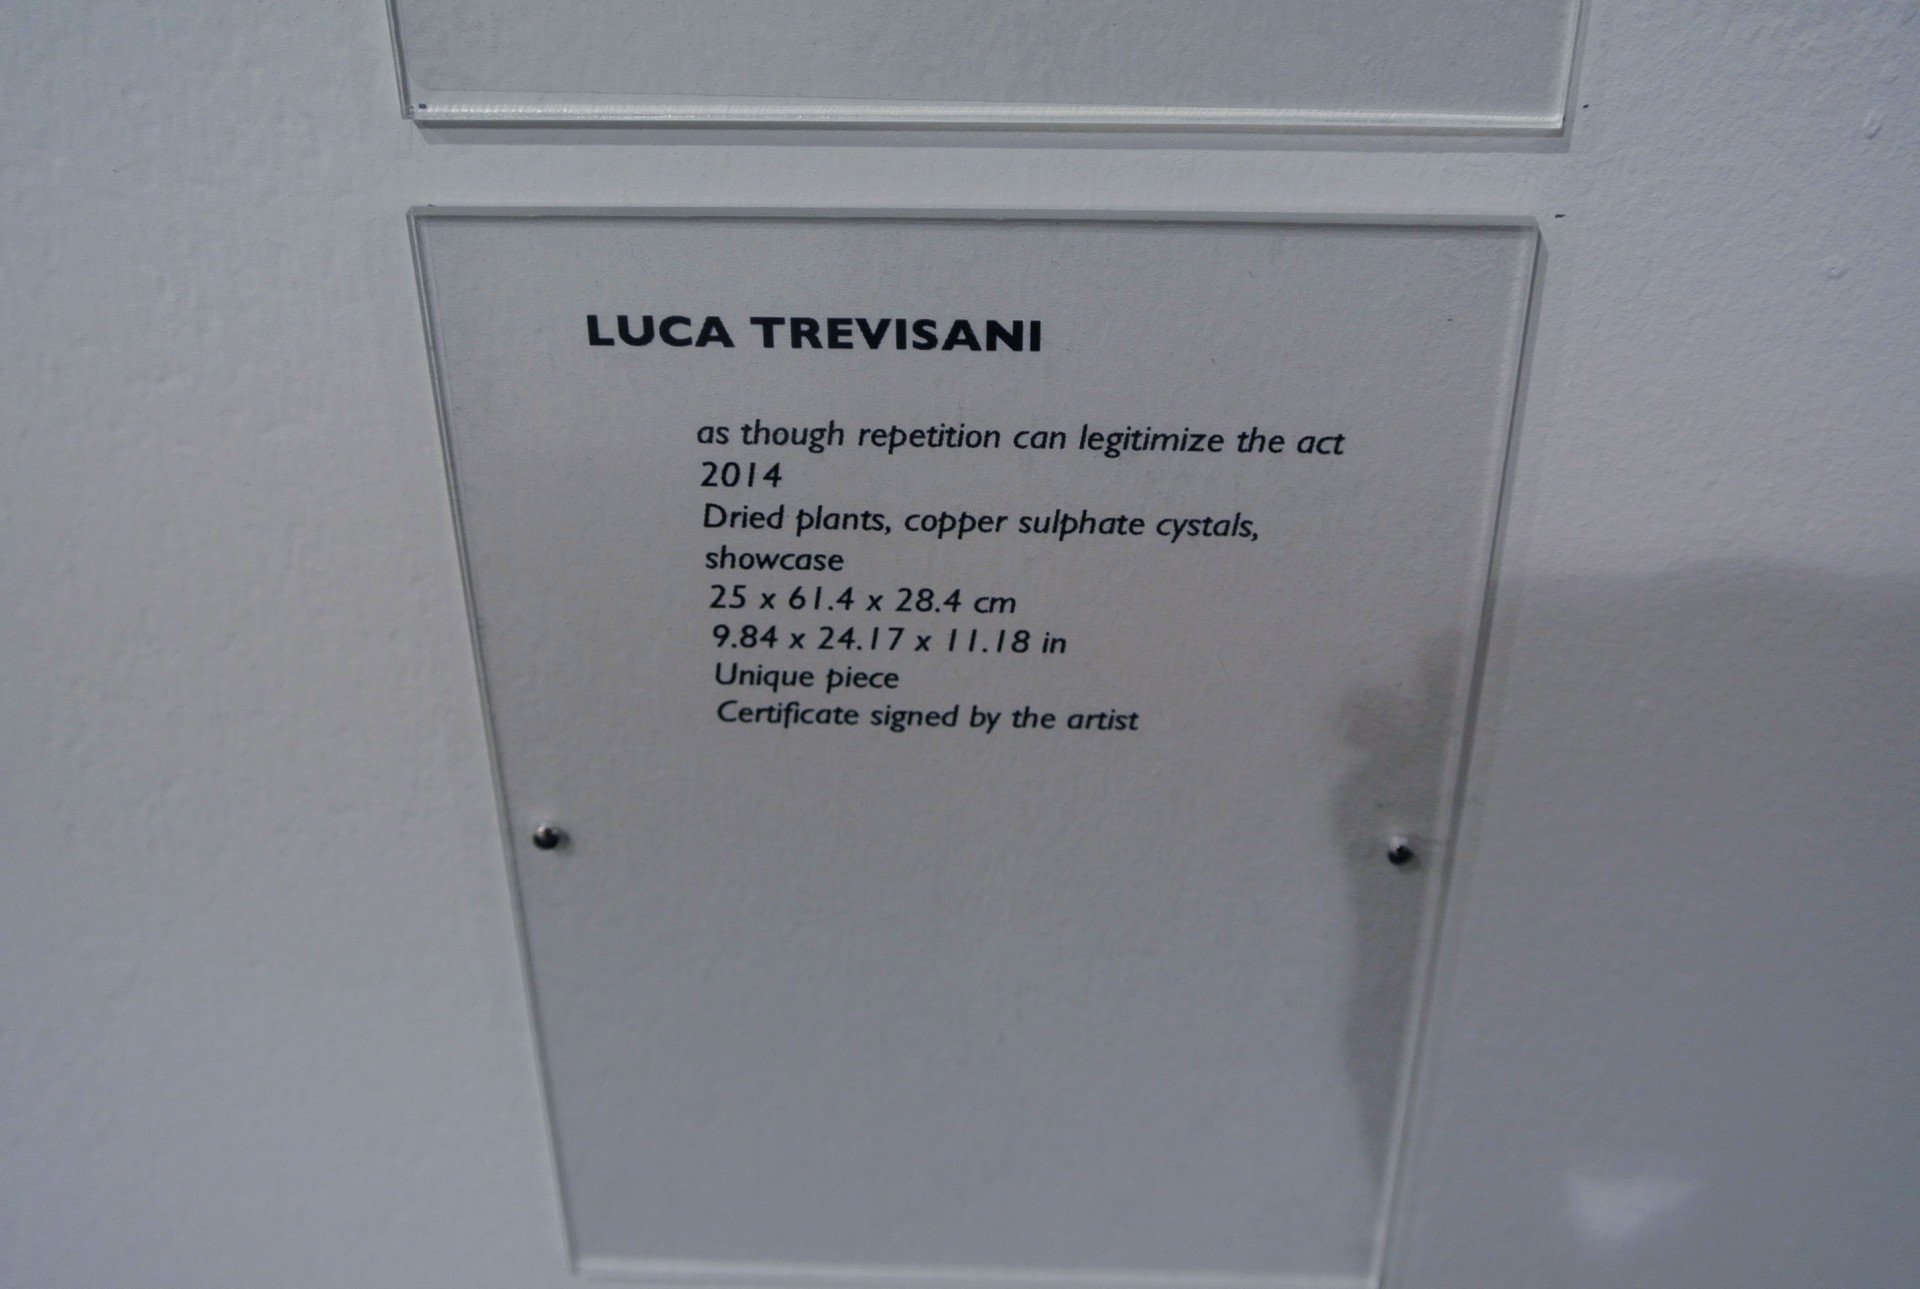 LUCA TREVISANI
as though repetition can legitimize the act
2014
Dried plants, copper sulphate cystals,
showcase
25 x 61.4 x 28.4 cm
9.84 x 24.17 x 11.18 in
Unique piece
Certificate signed by the artist